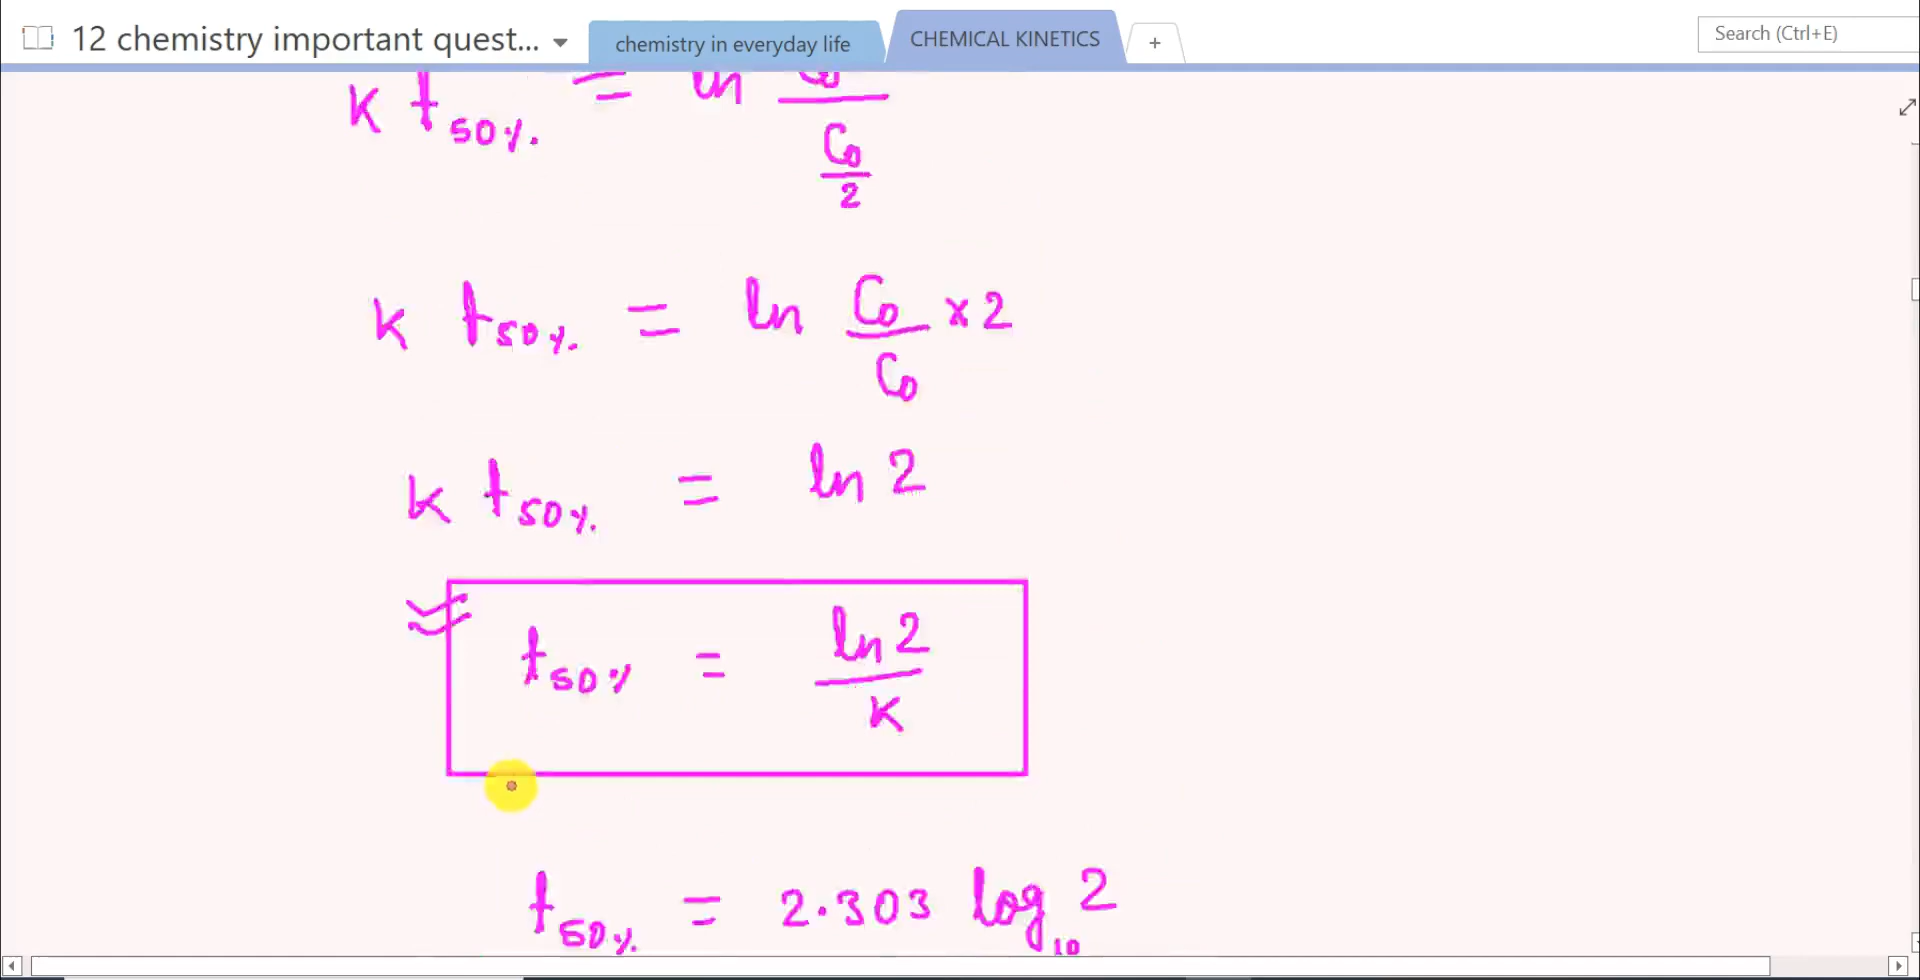 12 chemistry important quest...
chemistry in everyday life
CHEMICAL KINETICS
+
Search (Ctrl+E)
K t50% = ln C0/(C0/2)
K t50% = ln C0/C0 × 2
K t50% = ln 2
t50% = ln 2/K
t50% = 2.303 log10 2